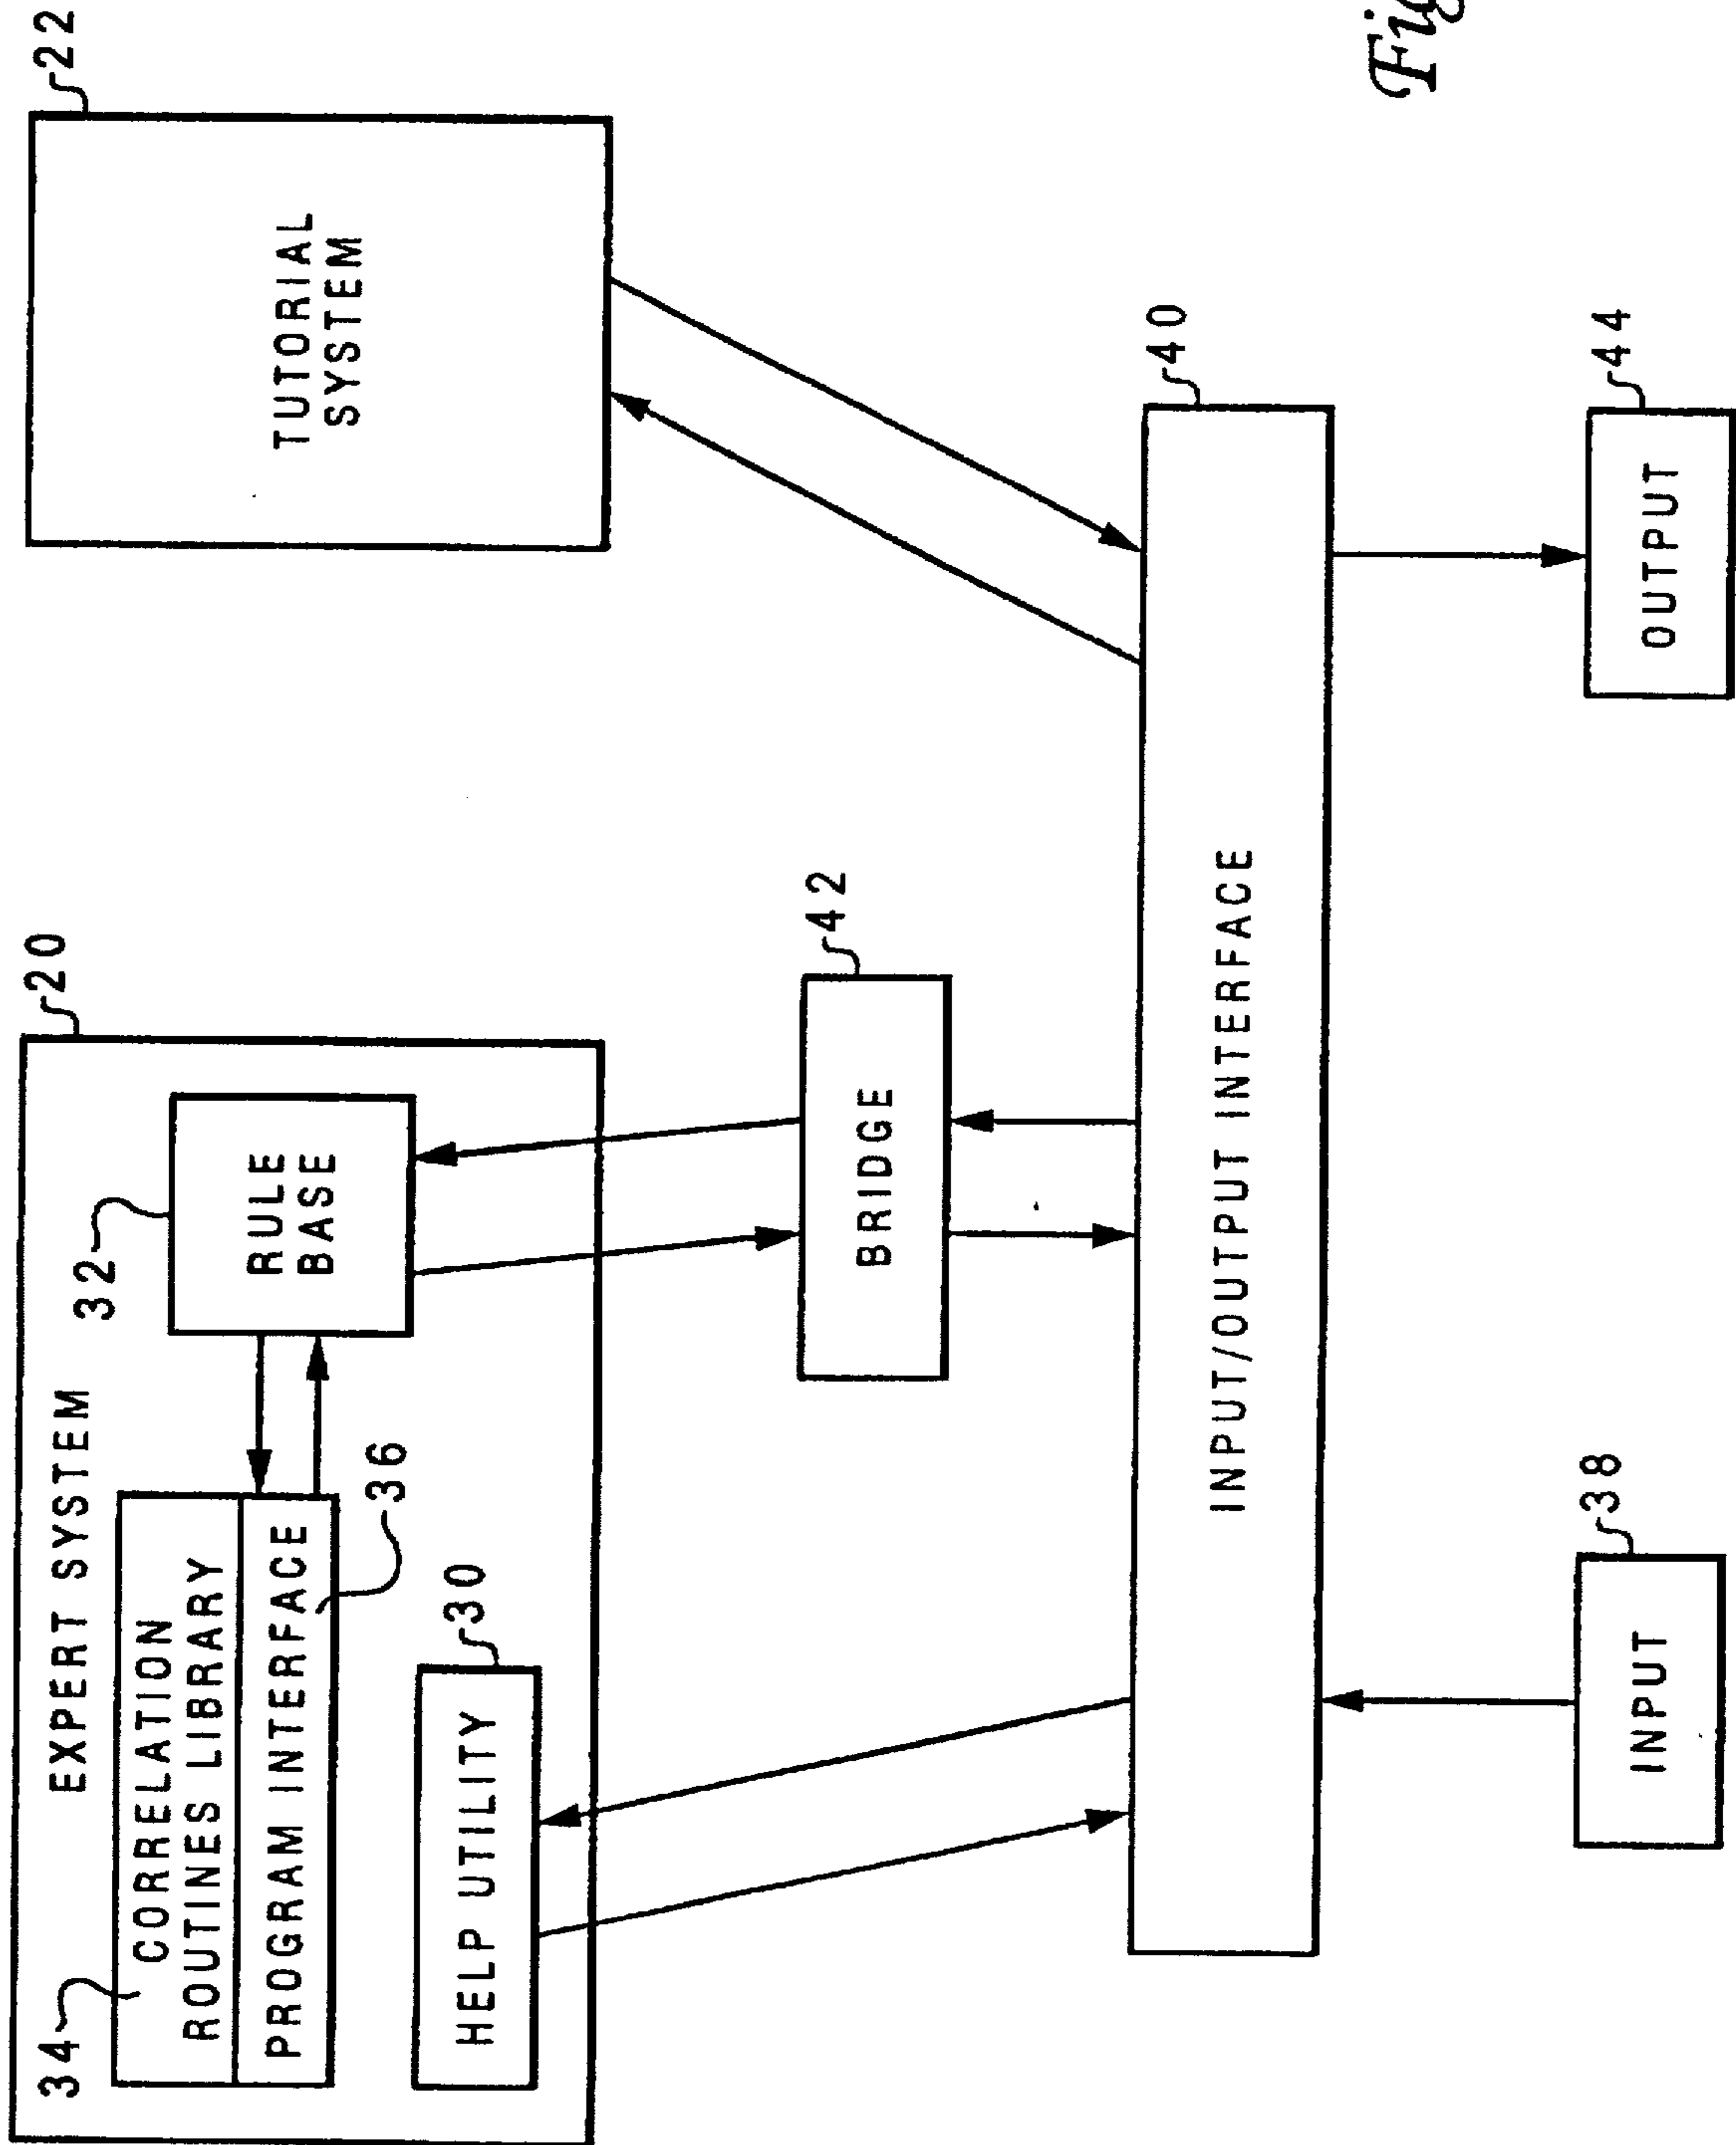 20
22
EXPERT SYSTEM
34
CORRELATION
ROUTINES LIBRARY
PROGRAM INTERFACE
36
32
RULE
BASE
HELP UTILITY
30
TUTORIAL
SYSTEM
BRIDGE
42
INPUT/OUTPUT INTERFACE
40
INPUT
38
OUTPUT
44
Fig